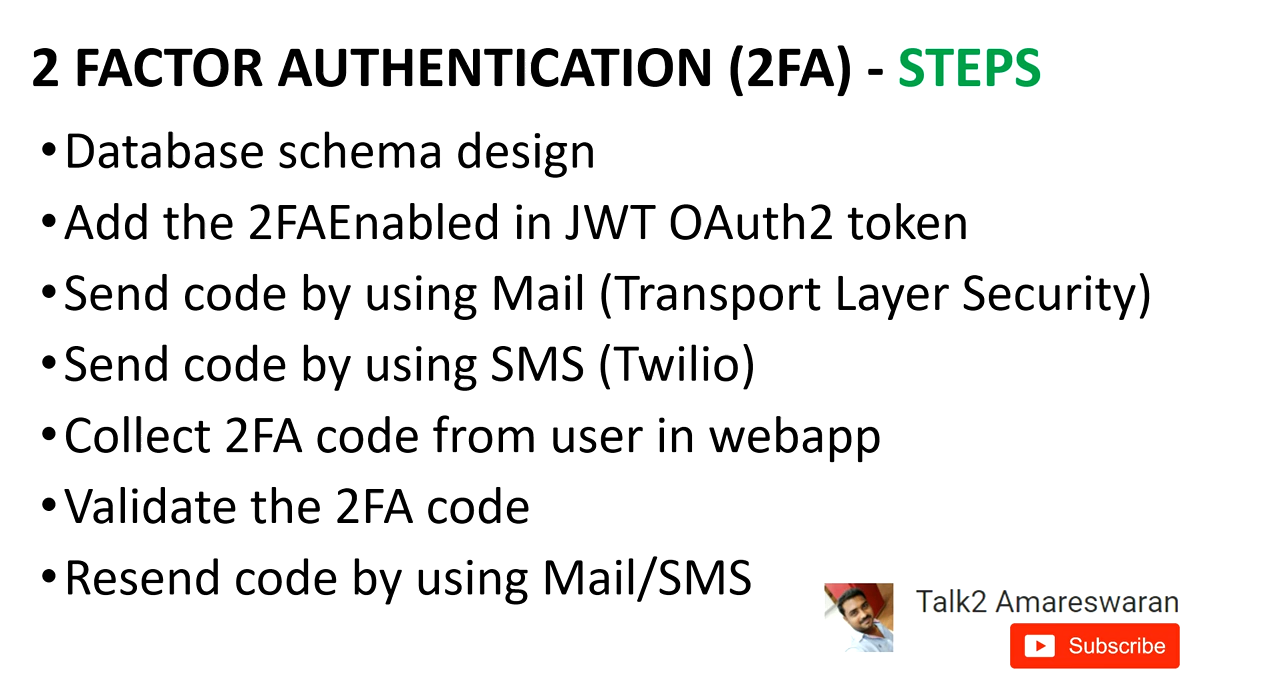 2 FACTOR AUTHENTICATION (2FA) - STEPS
•Database schema design
•Add the 2FAEnabled in JWT OAuth2 token
•Send code by using Mail (Transport Layer Security)
•Send code by using SMS (Twilio)
•Collect 2FA code from user in webapp
•Validate the 2FA code
•Resend code by using Mail/SMS
Talk2 Amareswaran
Subscribe